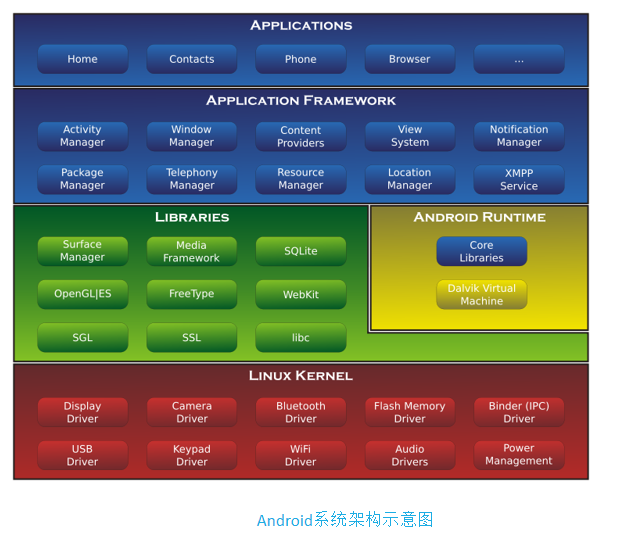 APPLICATIONS
Home Contacts Phone Browser ...
APPLICATION FRAMEWORK
Activity Manager
Window Manager
Content Providers
View System
Notification Manager
Package Manager
Telephony Manager
Resource Manager
Location Manager
XMPP Service
LIBRARIES
Surface Manager
Media Framework
SQLite
OpenGL|ES
FreeType
WebKit
SGL
SSL
libc
ANDROID RUNTIME
Core Libraries
Dalvik Virtual Machine
LINUX KERNEL
Display Driver
Camera Driver
Bluetooth Driver
Flash Memory Driver
Binder (IPC) Driver
USB Driver
Keypad Driver
WiFi Driver
Audio Drivers
Power Management
Android系统架构示意图